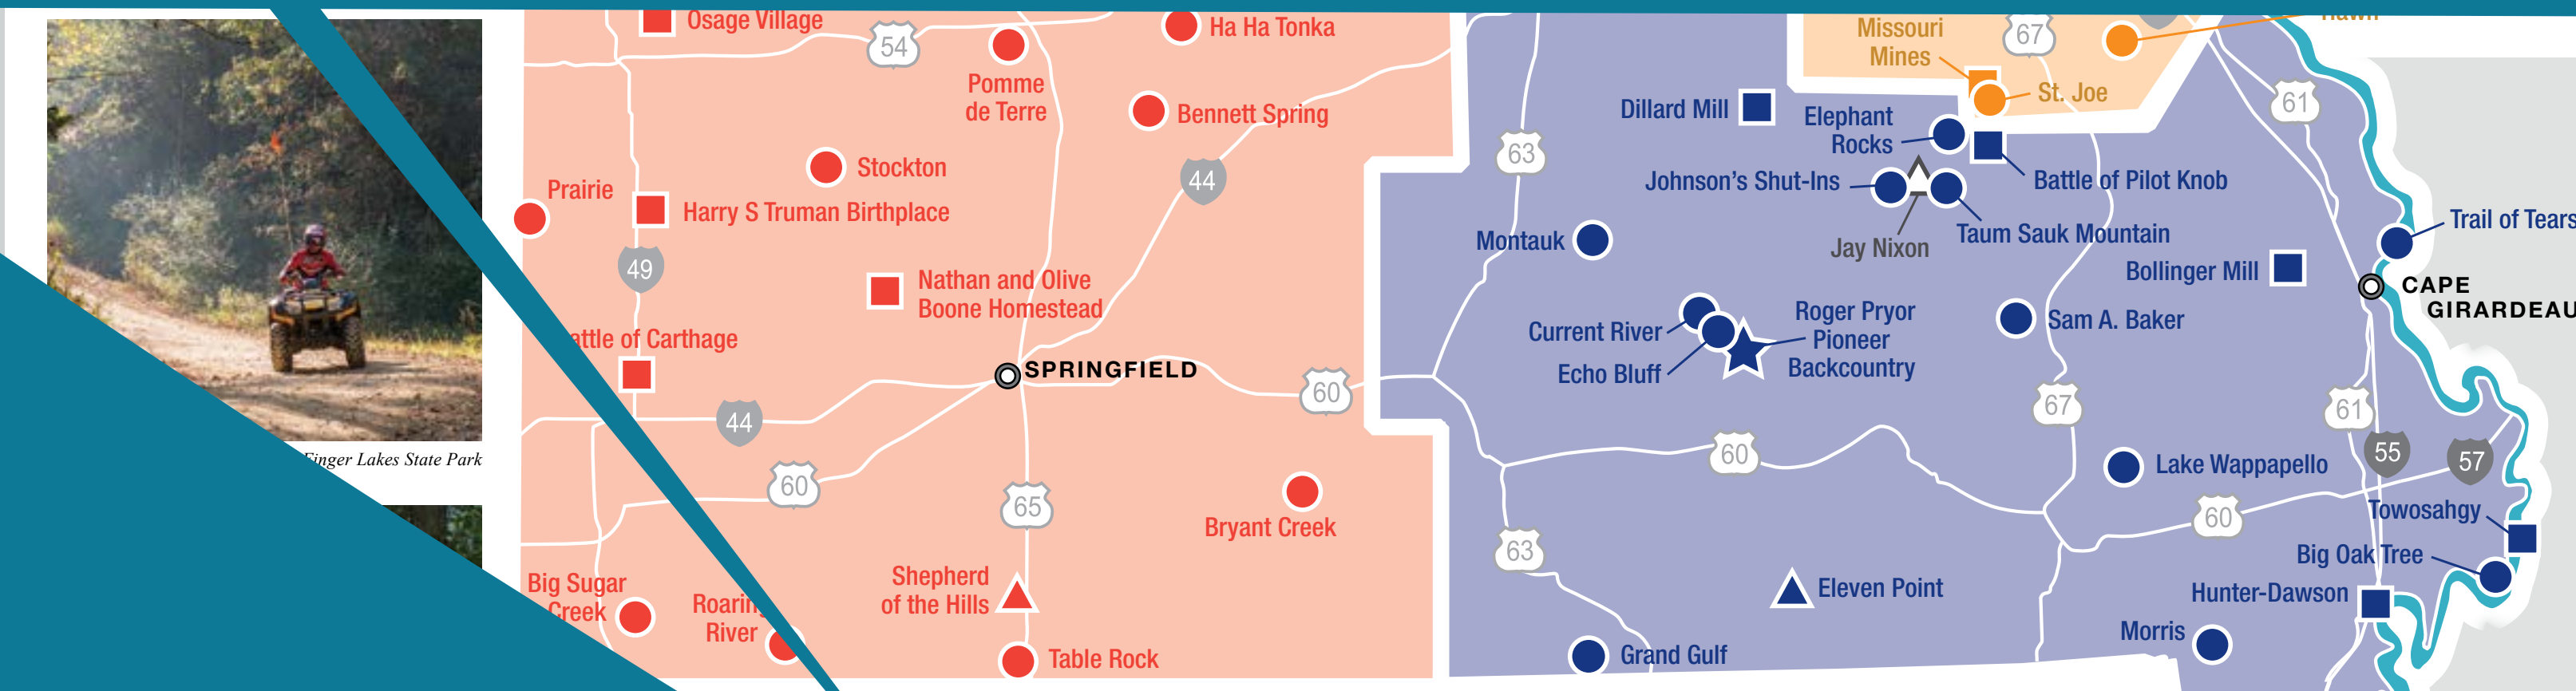 Osage Village
54
Ha Ha Tonka
Pomme
de Terre
Bennett Spring
Stockton
44
Prairie
Harry S Truman Birthplace
49
Nathan and Olive
Boone Homestead
attle of Carthage
SPRINGFIELD
60
44
60
65
Bryant Creek
Big Sugar
Creek
Roaring
River
Shepherd
of the Hills
Table Rock
Finger Lakes State Park
Missouri
Mines
67
St. Joe
61
Dillard Mill
Elephant
Rocks
63
Johnson's Shut-Ins
Battle of Pilot Knob
Jay Nixon
Taum Sauk Mountain
Montauk
Trail of Tears
Bollinger Mill
CAPE
GIRARDEAU
Current River
Echo Bluff
Roger Pryor
Pioneer
Backcountry
Sam A. Baker
67
61
60
55
57
Lake Wappapello
60
Towosahgy
Big Oak Tree
63
Eleven Point
Hunter-Dawson
Morris
Grand Gulf